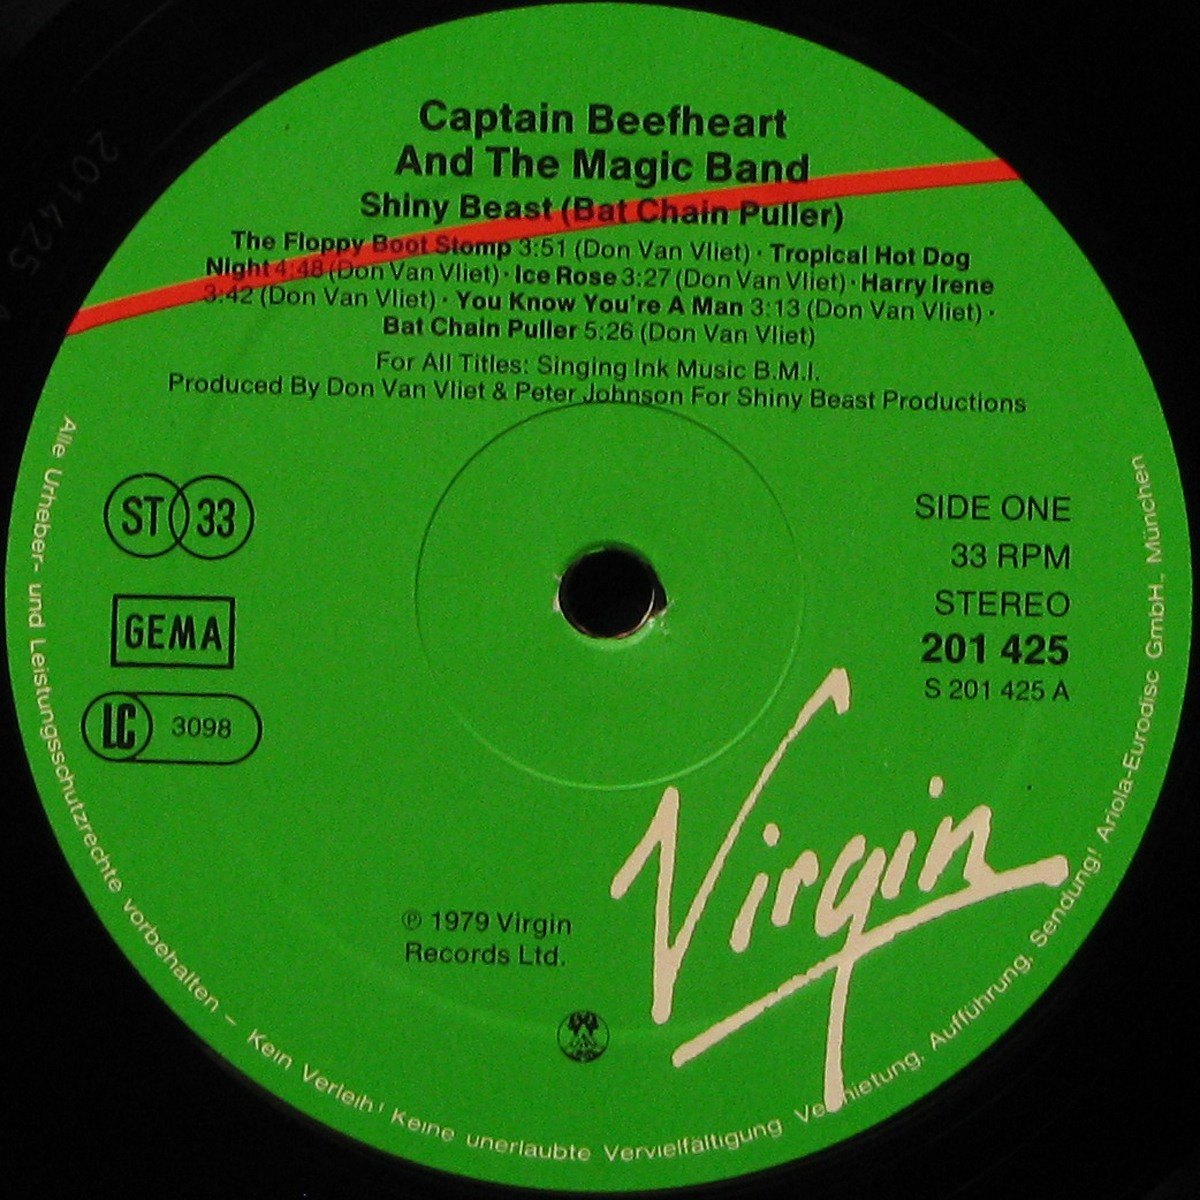 Captain Beefheart
And The Magic Band
Shiny Beast (Bat Chain Puller)
The Floppy Boot Stomp 3:51 (Don Van Vliet) · Tropical Hot Dog
Night 4:48 (Don Van Vliet) · Ice Rose 3:27 (Don Van Vliet) · Harry Irene
3:42 (Don Van Vliet) · You Know You're A Man 3:13 (Don Van Vliet) ·
Bat Chain Puller 5:26 (Don Van Vliet)
For All Titles: Singing Ink Music B.M.I.
Produced By Don Van Vliet & Peter Johnson For Shiny Beast Productions
ST 33
GEMA
LC 3098
SIDE ONE
33 RPM
STEREO
201 425
S 201 425 A
Virgin
℗ 1979 Virgin
Records Ltd.
Alle Urheber- und Leistungsschutzrechte vorbehalten – Kein Verleih! Keine unerlaubte Vervielfältigung, Vermietung, Aufführung, Sendung! Ariola-Eurodisc GmbH., München
201425